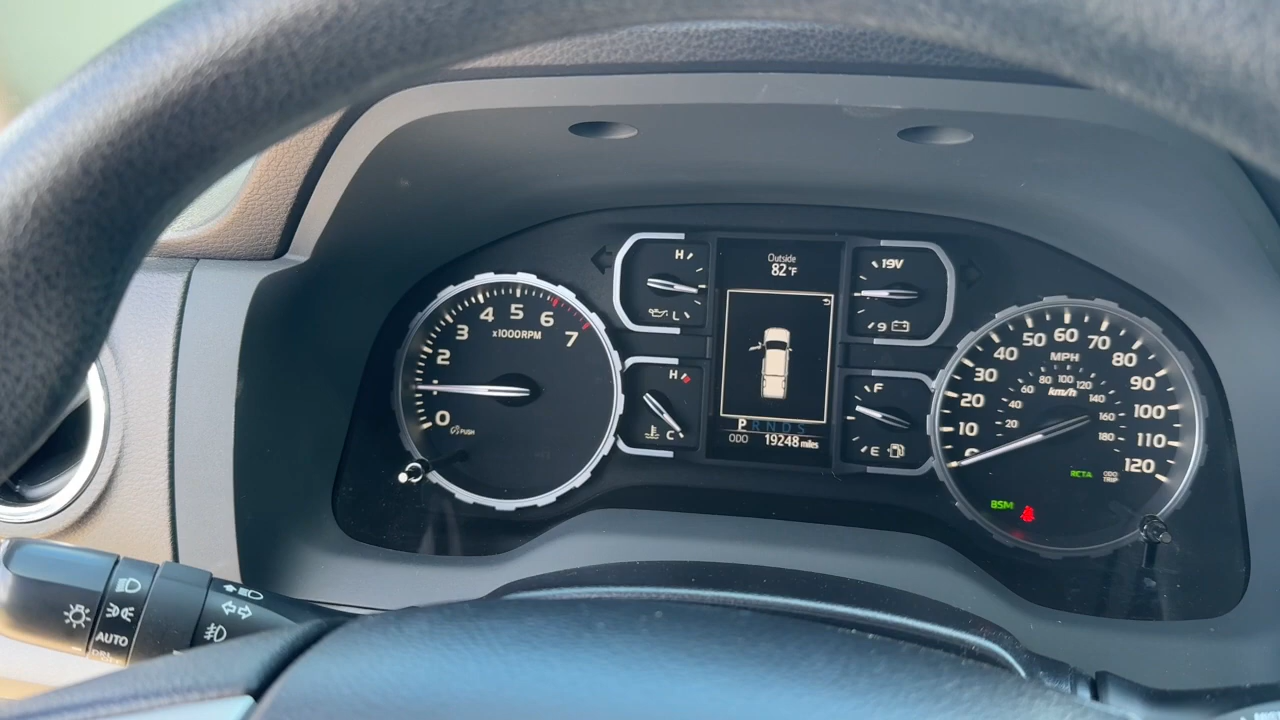 7
6
5
4
3
2
0
x1000RPM
PUSH
H
L
H
C
Outside
82°F
P R N D S
ODO 19248 miles
19V
9
F
E
0
10
20
30
40
50
60
70
80
90
100
110
120
MPH
km/h
20
40
60
80
100
120
140
160
180
RCTA
ODO
TRIP
BSM
AUTO